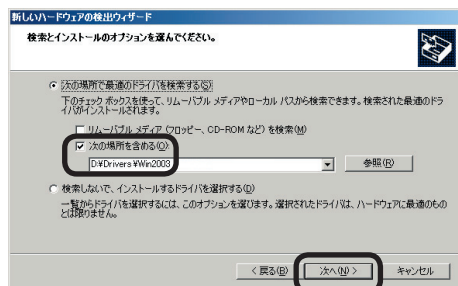 新しいハードウェアの検出ウィザード
検索とインストールのオプションを選んでください。
次の場所で最適のドライバを検索する(S)
下のチェック ボックスを使って、リムーバブル メディアやローカル パスから検索できます。検索された最適のドラ
イバがインストールされます。
リムーバブル メディア (フロッピー、CD-ROM など) を検索(M)
次の場所を含める(O):
D:¥Drivers¥Win2003
参照(R)
検索しないで、インストールするドライバを選択する(D)
一覧からドライバを選択するには、このオプションを選びます。選択されたドライバは、ハードウェアに最適のもの
とは限りません。
< 戻る(B)
次へ(N) >
キャンセル